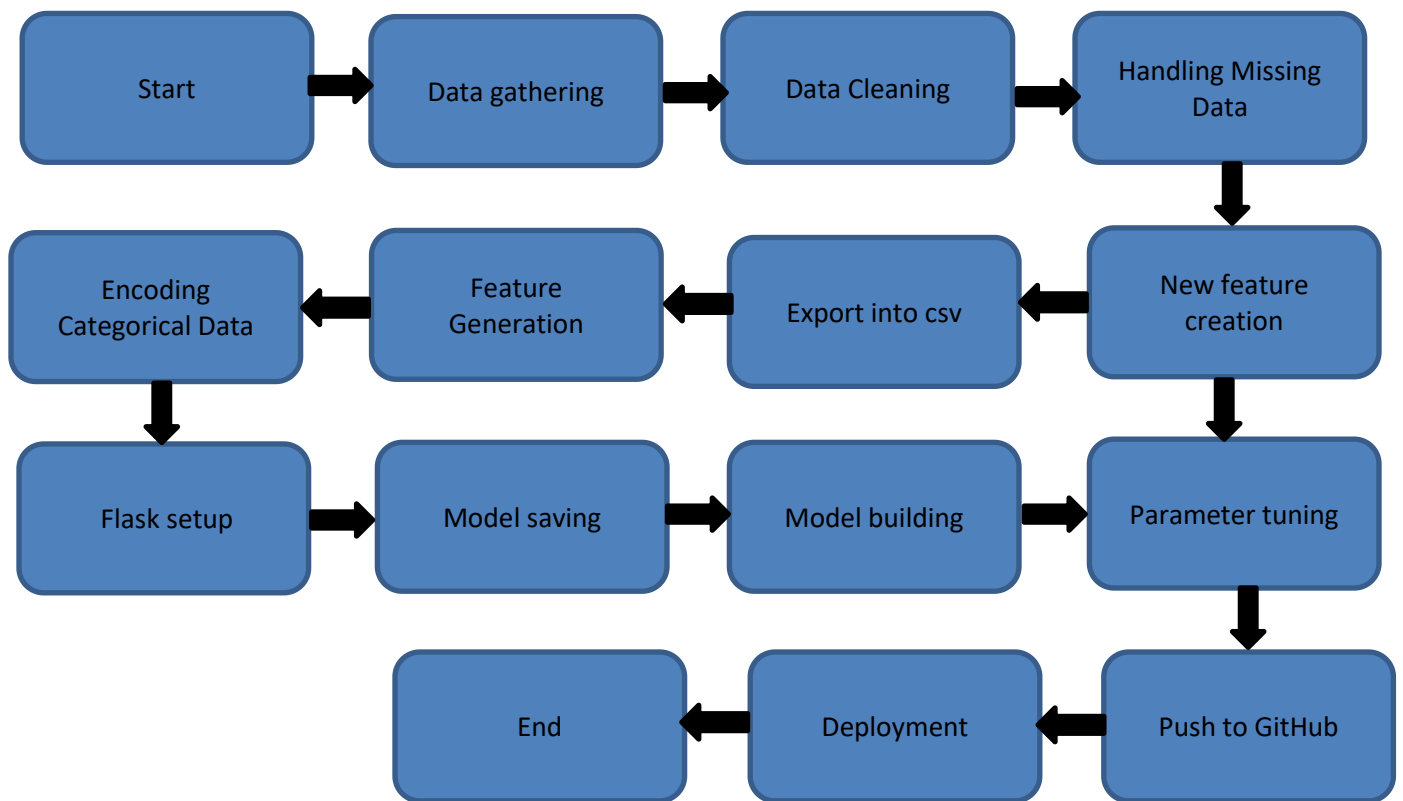 Start
Data gathering
Data Cleaning
Handling Missing
Data
New feature
creation
Export into csv
Feature
Generation
Encoding
Categorical Data
Flask setup
Model saving
Model building
Parameter tuning
Push to GitHub
Deployment
End